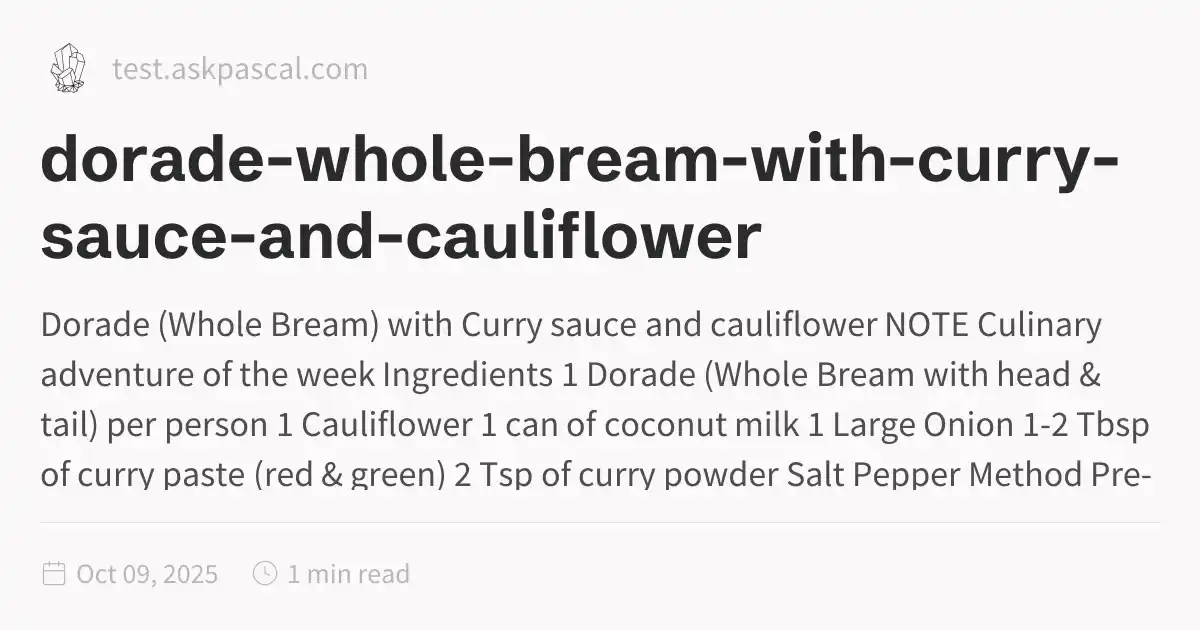 test.askpascal.com
dorade-whole-bream-with-curry-
sauce-and-cauliflower
Dorade (Whole Bream) with Curry sauce and cauliflower NOTE Culinary
adventure of the week Ingredients 1 Dorade (Whole Bream with head &
tail) per person 1 Cauliflower 1 can of coconut milk 1 Large Onion 1-2 Tbsp
of curry paste (red & green) 2 Tsp of curry powder Salt Pepper Method Pre-
Oct 09, 2025
1 min read